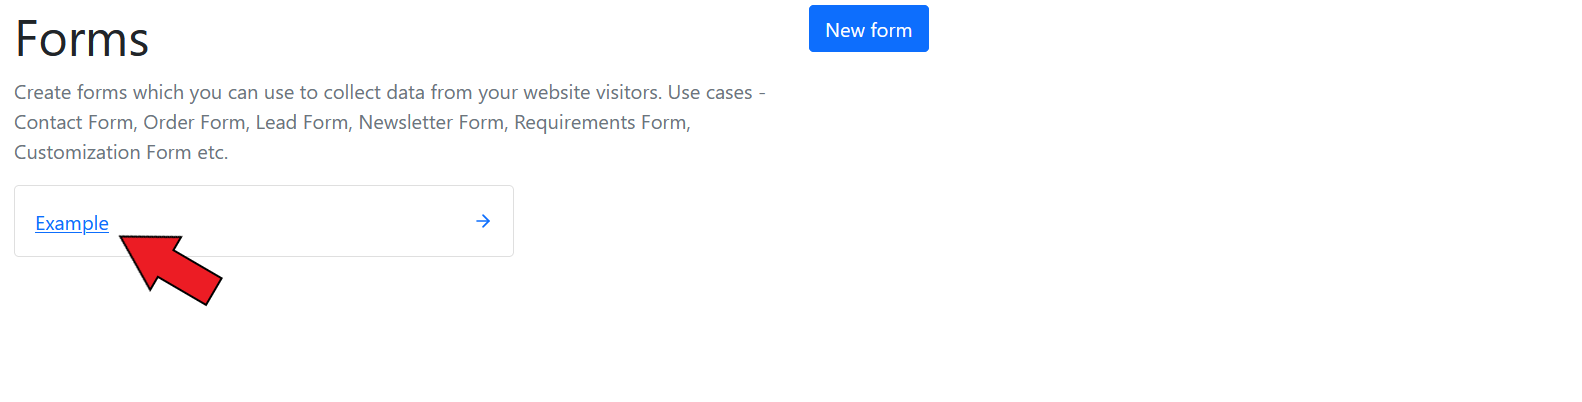 Forms
New form
Create forms which you can use to collect data from your website visitors. Use cases -
Contact Form, Order Form, Lead Form, Newsletter Form, Requirements Form,
Customization Form etc.
Example